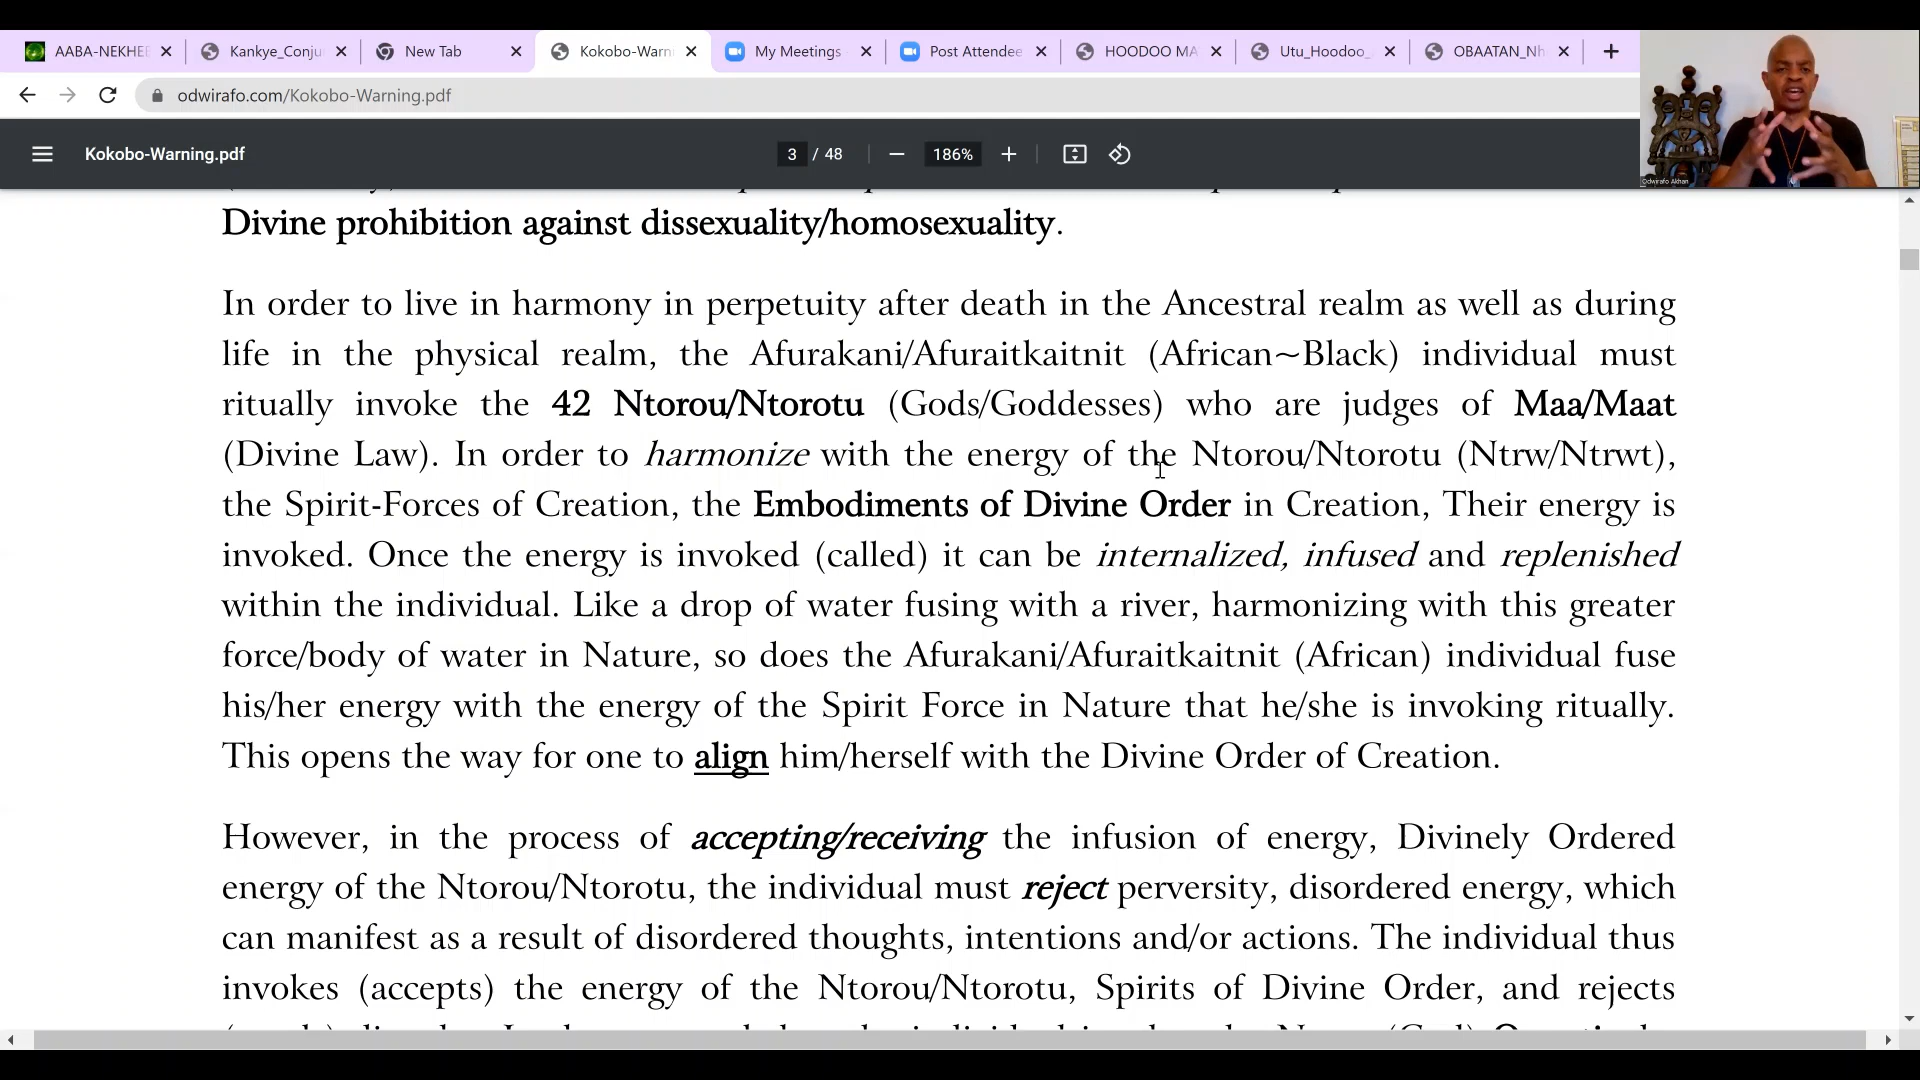 AABA-NEKHEE
Kankye_Conju
New Tab
Kokobo-Warn
My Meetings
Post Attendee
HOODOO MA
Utu_Hoodoo_
OBAATAN_Nh
odwirafo.com/Kokobo-Warning.pdf
Kokobo-Warning.pdf
3 / 48
186%
Odwirafo Akhan
Divine prohibition against dissexuality/homosexuality.
In order to live in harmony in perpetuity after death in the Ancestral realm as well as during
life in the physical realm, the Afurakani/Afuraitkaitnit (African~Black) individual must
ritually invoke the 42 Ntorou/Ntorotu (Gods/Goddesses) who are judges of Maa/Maat
(Divine Law). In order to harmonize with the energy of the Ntorou/Ntorotu (Ntrw/Ntrwt),
the Spirit-Forces of Creation, the Embodiments of Divine Order in Creation, Their energy is
invoked. Once the energy is invoked (called) it can be internalized, infused and replenished
within the individual. Like a drop of water fusing with a river, harmonizing with this greater
force/body of water in Nature, so does the Afurakani/Afuraitkaitnit (African) individual fuse
his/her energy with the energy of the Spirit Force in Nature that he/she is invoking ritually.
This opens the way for one to align him/herself with the Divine Order of Creation.
However, in the process of accepting/receiving the infusion of energy, Divinely Ordered
energy of the Ntorou/Ntorotu, the individual must reject perversity, disordered energy, which
can manifest as a result of disordered thoughts, intentions and/or actions. The individual thus
invokes (accepts) the energy of the Ntorou/Ntorotu, Spirits of Divine Order, and rejects